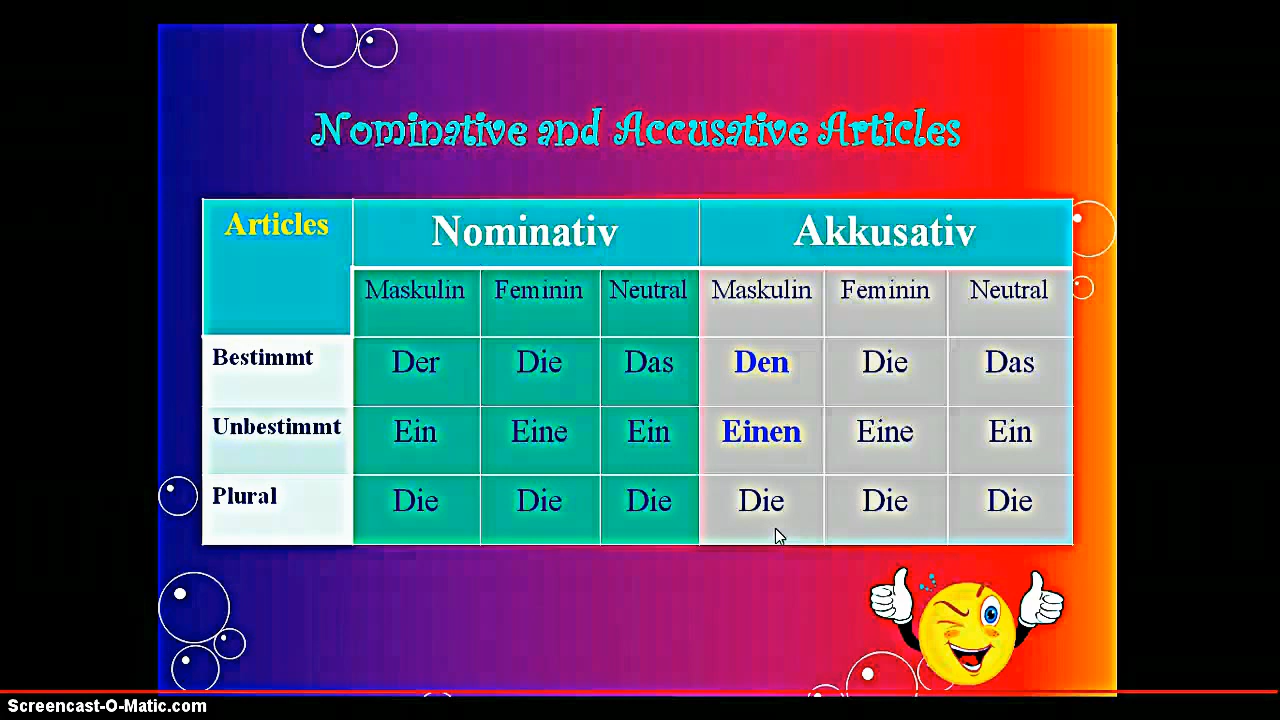 Nominative and Accusative Articles
Articles Nominativ Akkusativ
Maskulin Feminin Neutral Maskulin Feminin Neutral
Bestimmt Der Die Das Den Die Das
Unbestimmt Ein Eine Ein Einen Eine Ein
Plural Die Die Die Die Die Die
Screencast-O-Matic.com